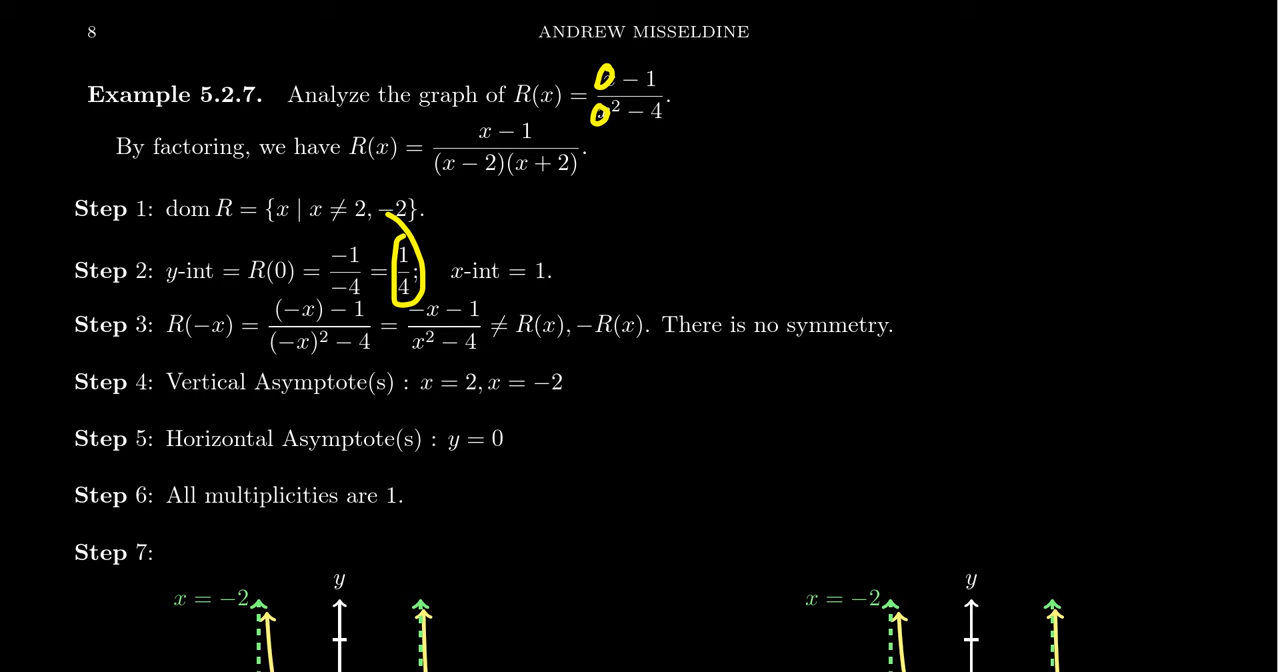 8 ANDREW MISSELDINE
Example 5.2.7. Analyze the graph of R(x) = (0 − 1)/(0² − 4).
By factoring, we have R(x) = (x − 1)/((x − 2)(x + 2)).
Step 1: dom R = {x | x ≠ 2, −2}.
Step 2: y-int = R(0) = −1/−4 = 1/4; x-int = 1.
Step 3: R(−x) = ((−x) − 1)/((−x)² − 4) = (−x − 1)/(x² − 4) ≠ R(x), −R(x). There is no symmetry.
Step 4: Vertical Asymptote(s) : x = 2, x = −2
Step 5: Horizontal Asymptote(s) : y = 0
Step 6: All multiplicities are 1.
Step 7:
y y
x = −2 x = −2